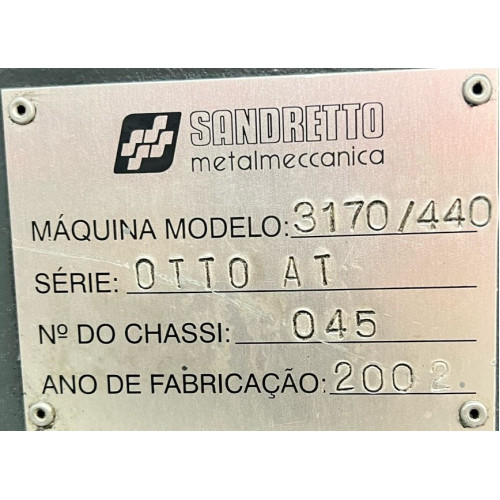 SANDRETTO
metalmeccanica
MÁQUINA MODELO: 3170/440
SÉRIE: OTTO AT
Nº DO CHASSI: 045
ANO DE FABRICAÇÃO: 2002